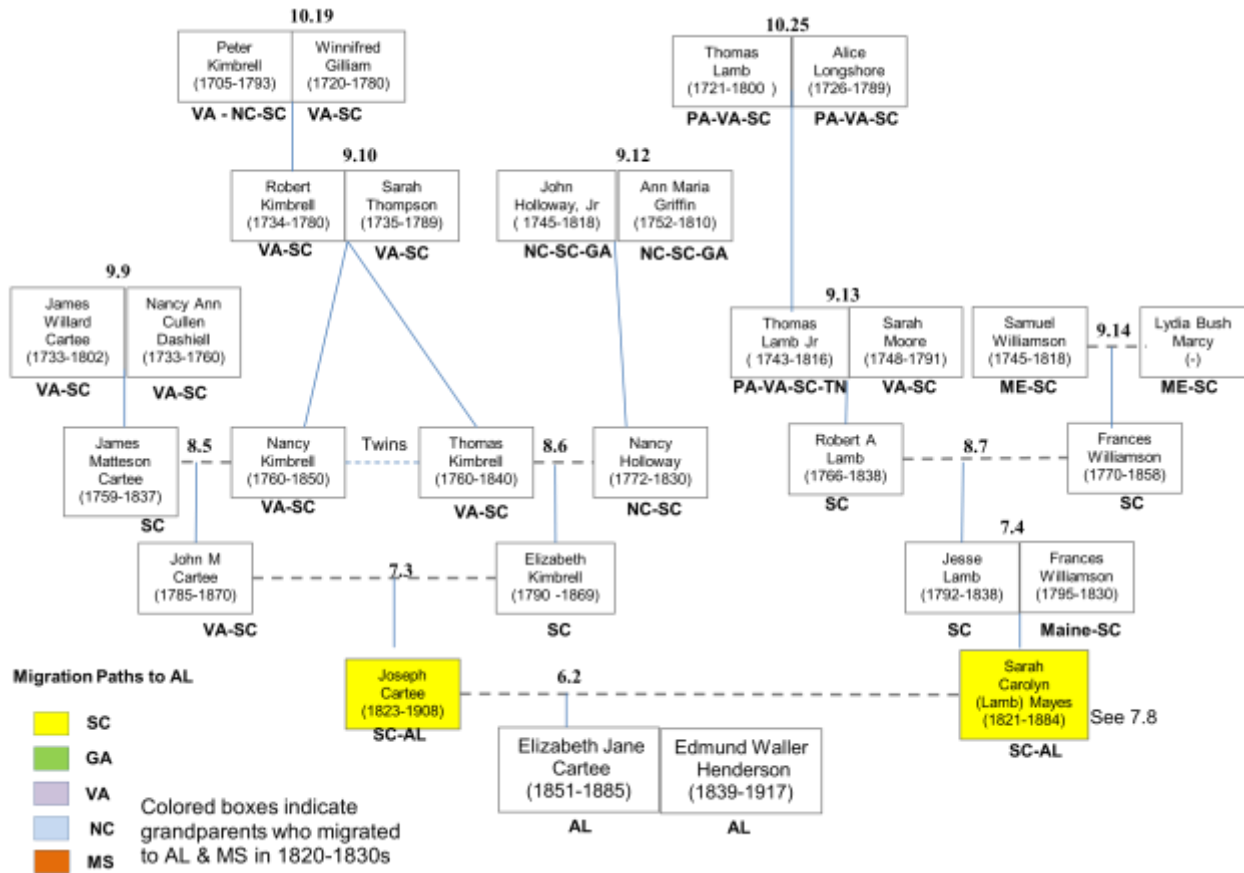 10.19
Peter
Kimbrell
(1705-1793)
Winnifred
Gilliam
(1720-1780)
VA - NC-SC
VA-SC
10.25
Thomas
Lamb
(1721-1800 )
Alice
Longshore
(1726-1789)
PA-VA-SC
PA-VA-SC
9.10
Robert
Kimbrell
(1734-1780)
Sarah
Thompson
(1735-1789)
VA-SC
VA-SC
9.12
John
Holloway, Jr
( 1745-1818)
Ann Maria
Griffin
(1752-1810)
NC-SC-GA
NC-SC-GA
9.9
James
Willard
Cartee
(1733-1802)
Nancy Ann
Cullen
Dashiell
(1733-1760)
VA-SC
VA-SC
9.13
Thomas
Lamb Jr
( 1743-1816)
Sarah
Moore
(1748-1791)
PA-VA-SC-TN
VA-SC
Samuel
Williamson
(1745-1818)
ME-SC
9.14
Lydia Bush
Marcy
(-)
ME-SC
James
Matteson
Cartee
(1759-1837)
SC
8.5
Nancy
Kimbrell
(1760-1850)
VA-SC
Twins
Thomas
Kimbrell
(1760-1840)
VA-SC
8.6
Nancy
Holloway
(1772-1830)
NC-SC
Robert A
Lamb
(1766-1838)
SC
8.7
Frances
Williamson
(1770-1858)
SC
John M
Cartee
(1785-1870)
VA-SC
7.3
Elizabeth
Kimbrell
(1790 -1869)
SC
7.4
Jesse
Lamb
(1792-1838)
Frances
Williamson
(1795-1830)
SC
Maine-SC
Joseph
Cartee
(1823-1908)
SC-AL
6.2
Sarah
Carolyn
(Lamb) Mayes
(1821-1884)
SC-AL
See 7.8
Elizabeth Jane
Cartee
(1851-1885)
Edmund Waller
Henderson
(1839-1917)
AL
AL
Migration Paths to AL
SC
GA
VA
NC
MS
Colored boxes indicate
grandparents who migrated
to AL & MS in 1820-1830s